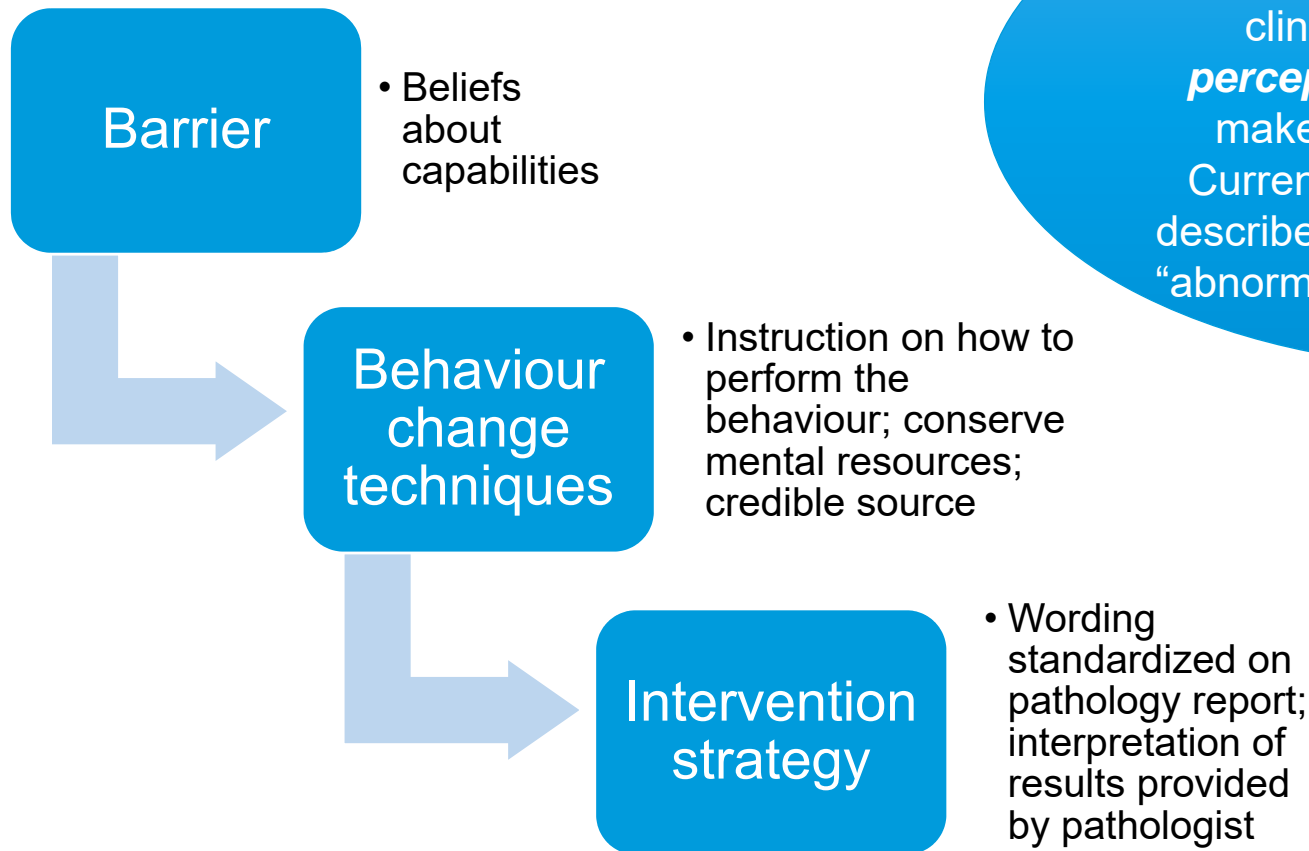 Barrier
• Beliefs
about
capabilities
make
Behaviour
change
techniques
• Instruction on how to
perform the
behaviour; conserve
mental resources;
credible source
Intervention
strategy
• Wording
standardized on
pathology report;
interpretation of
results provided
by pathologist